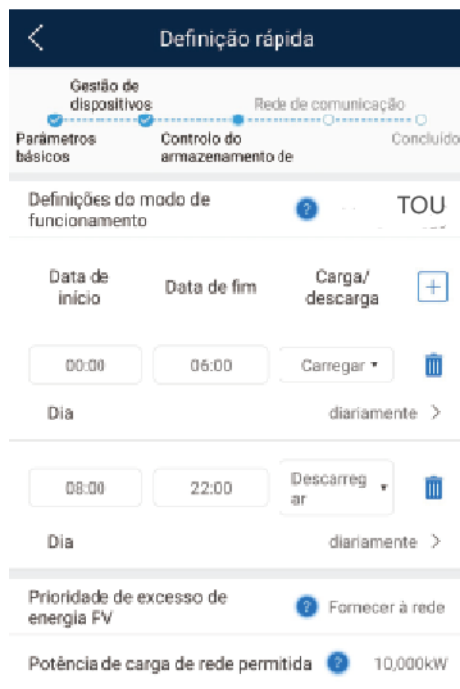 Definição rápida
Gestão de
dispositivos
Rede de comunicação
Parâmetros
básicos
Controlo do
armazenamento de
Concluído
Definições do modo de
funcionamento
TOU
Data de
início
Data de fim
Carga/
descarga
00:00
06:00
Carregar
Dia
diariamente
08:00
22:00
Descarreg
ar
Dia
diariamente
Prioridade de excesso de
energia FV
Fornecer à rede
Potência de carga de rede permitida
10,000kW